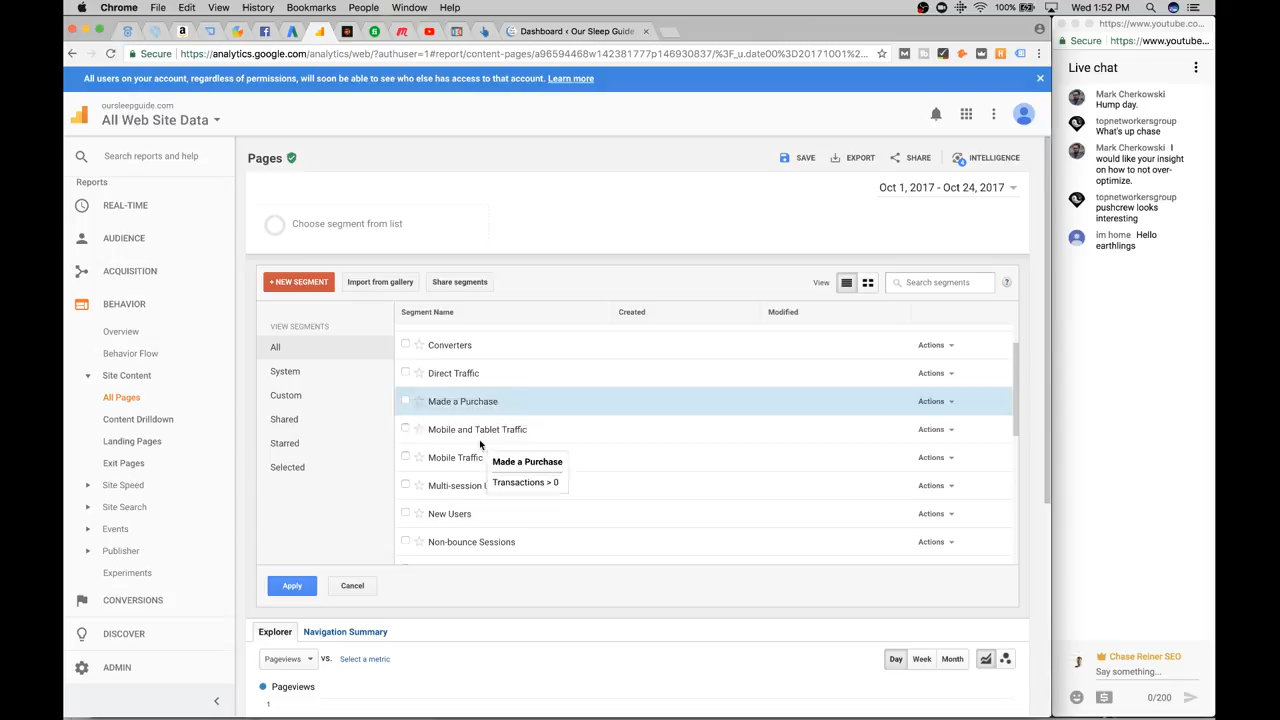 Chrome File Edit View History Bookmarks People Window Help
100% Wed 1:52 PM
Dashboard ‹ Our Sleep Guide
Secure https://analytics.google.com/analytics/web/?authuser=1#report/content-pages/a96594468w142381777p146930837/%3F_u.date00%3D20171001%2...
All users on your account, regardless of permissions, will soon be able to see who else has access to that account. Learn more
oursleepguide.com
All Web Site Data
Search reports and help
Reports
REAL-TIME
AUDIENCE
ACQUISITION
BEHAVIOR
Overview
Behavior Flow
Site Content
All Pages
Content Drilldown
Landing Pages
Exit Pages
Site Speed
Site Search
Events
Publisher
Experiments
CONVERSIONS
DISCOVER
ADMIN
Pages
SAVE EXPORT SHARE INTELLIGENCE
Oct 1, 2017 - Oct 24, 2017
Choose segment from list
+ NEW SEGMENT Import from gallery Share segments View Search segments ?
VIEW SEGMENTS
All
System
Custom
Shared
Starred
Selected
Segment Name Created Modified
Converters Actions
Direct Traffic Actions
Made a Purchase Actions
Mobile and Tablet Traffic Actions
Mobile Traffic Actions
Multi-session U Actions
New Users Actions
Non-bounce Sessions Actions
Made a Purchase
Transactions > 0
Apply Cancel
Explorer Navigation Summary
Pageviews VS. Select a metric Day Week Month
Pageviews
1
https://www.youtube.co...
Secure https://www.youtube...
Live chat
Mark Cherkowski
Hump day.
topnetworkersgroup
What's up chase
Mark Cherkowski I
would like your insight
on how to not over-
optimize.
topnetworkersgroup
pushcrew looks
interesting
im home Hello
earthlings
Chase Reiner SEO
Say something...
0/200